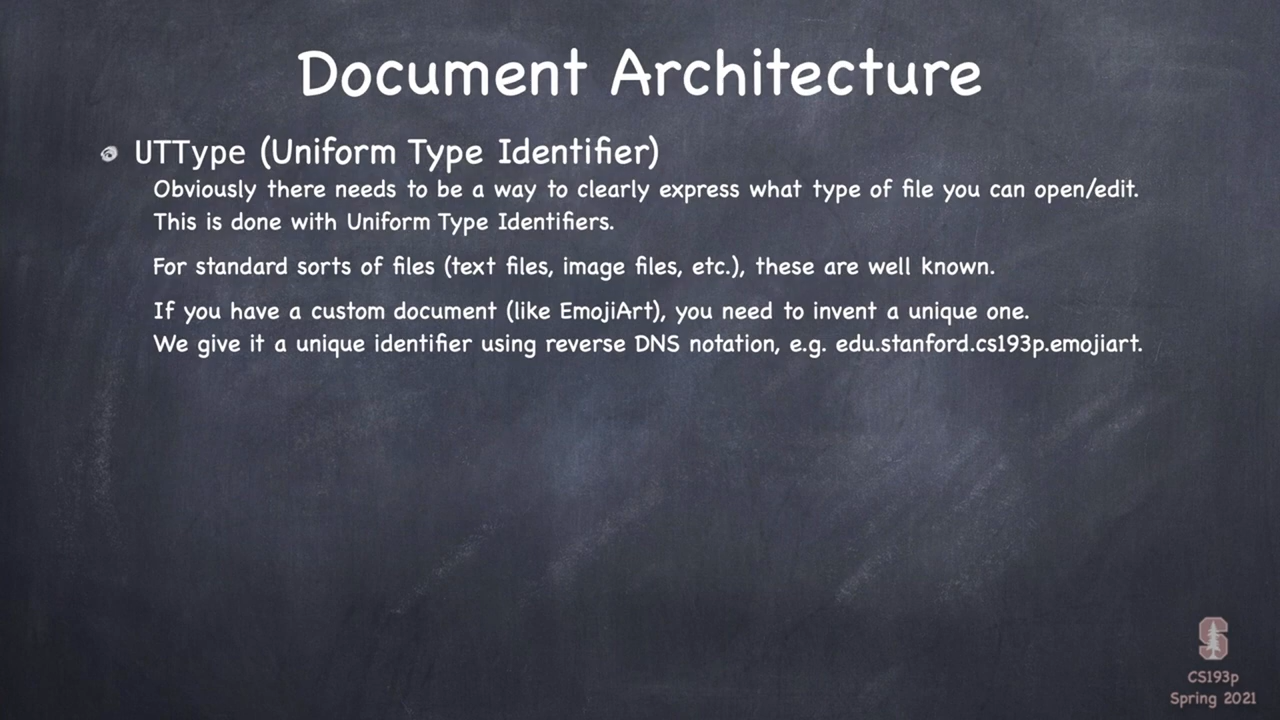 Document Architecture
UTType (Uniform Type Identifier)
Obviously there needs to be a way to clearly express what type of file you can open/edit.
This is done with Uniform Type Identifiers.
For standard sorts of files (text files, image files, etc.), these are well known.
If you have a custom document (like EmojiArt), you need to invent a unique one.
We give it a unique identifier using reverse DNS notation, e.g. edu.stanford.cs193p.emojiart.
S
CS193p
Spring 2021